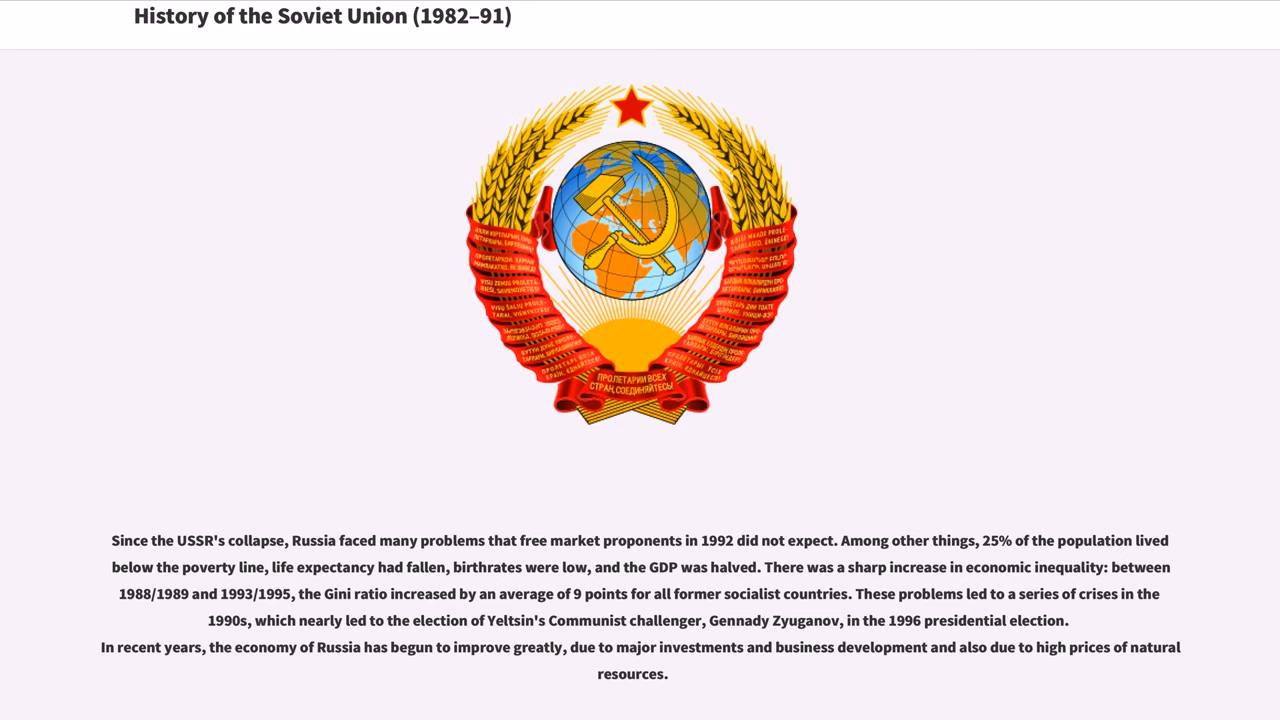 History of the Soviet Union (1982–91)
ПРОЛЕТАРИИ ВСЕХ
СТРАН, СОЕДИНЯЙТЕСЬ!
Since the USSR's collapse, Russia faced many problems that free market proponents in 1992 did not expect. Among other things, 25% of the population lived
below the poverty line, life expectancy had fallen, birthrates were low, and the GDP was halved. There was a sharp increase in economic inequality: between
1988/1989 and 1993/1995, the Gini ratio increased by an average of 9 points for all former socialist countries. These problems led to a series of crises in the
1990s, which nearly led to the election of Yeltsin's Communist challenger, Gennady Zyuganov, in the 1996 presidential election.
In recent years, the economy of Russia has begun to improve greatly, due to major investments and business development and also due to high prices of natural
resources.